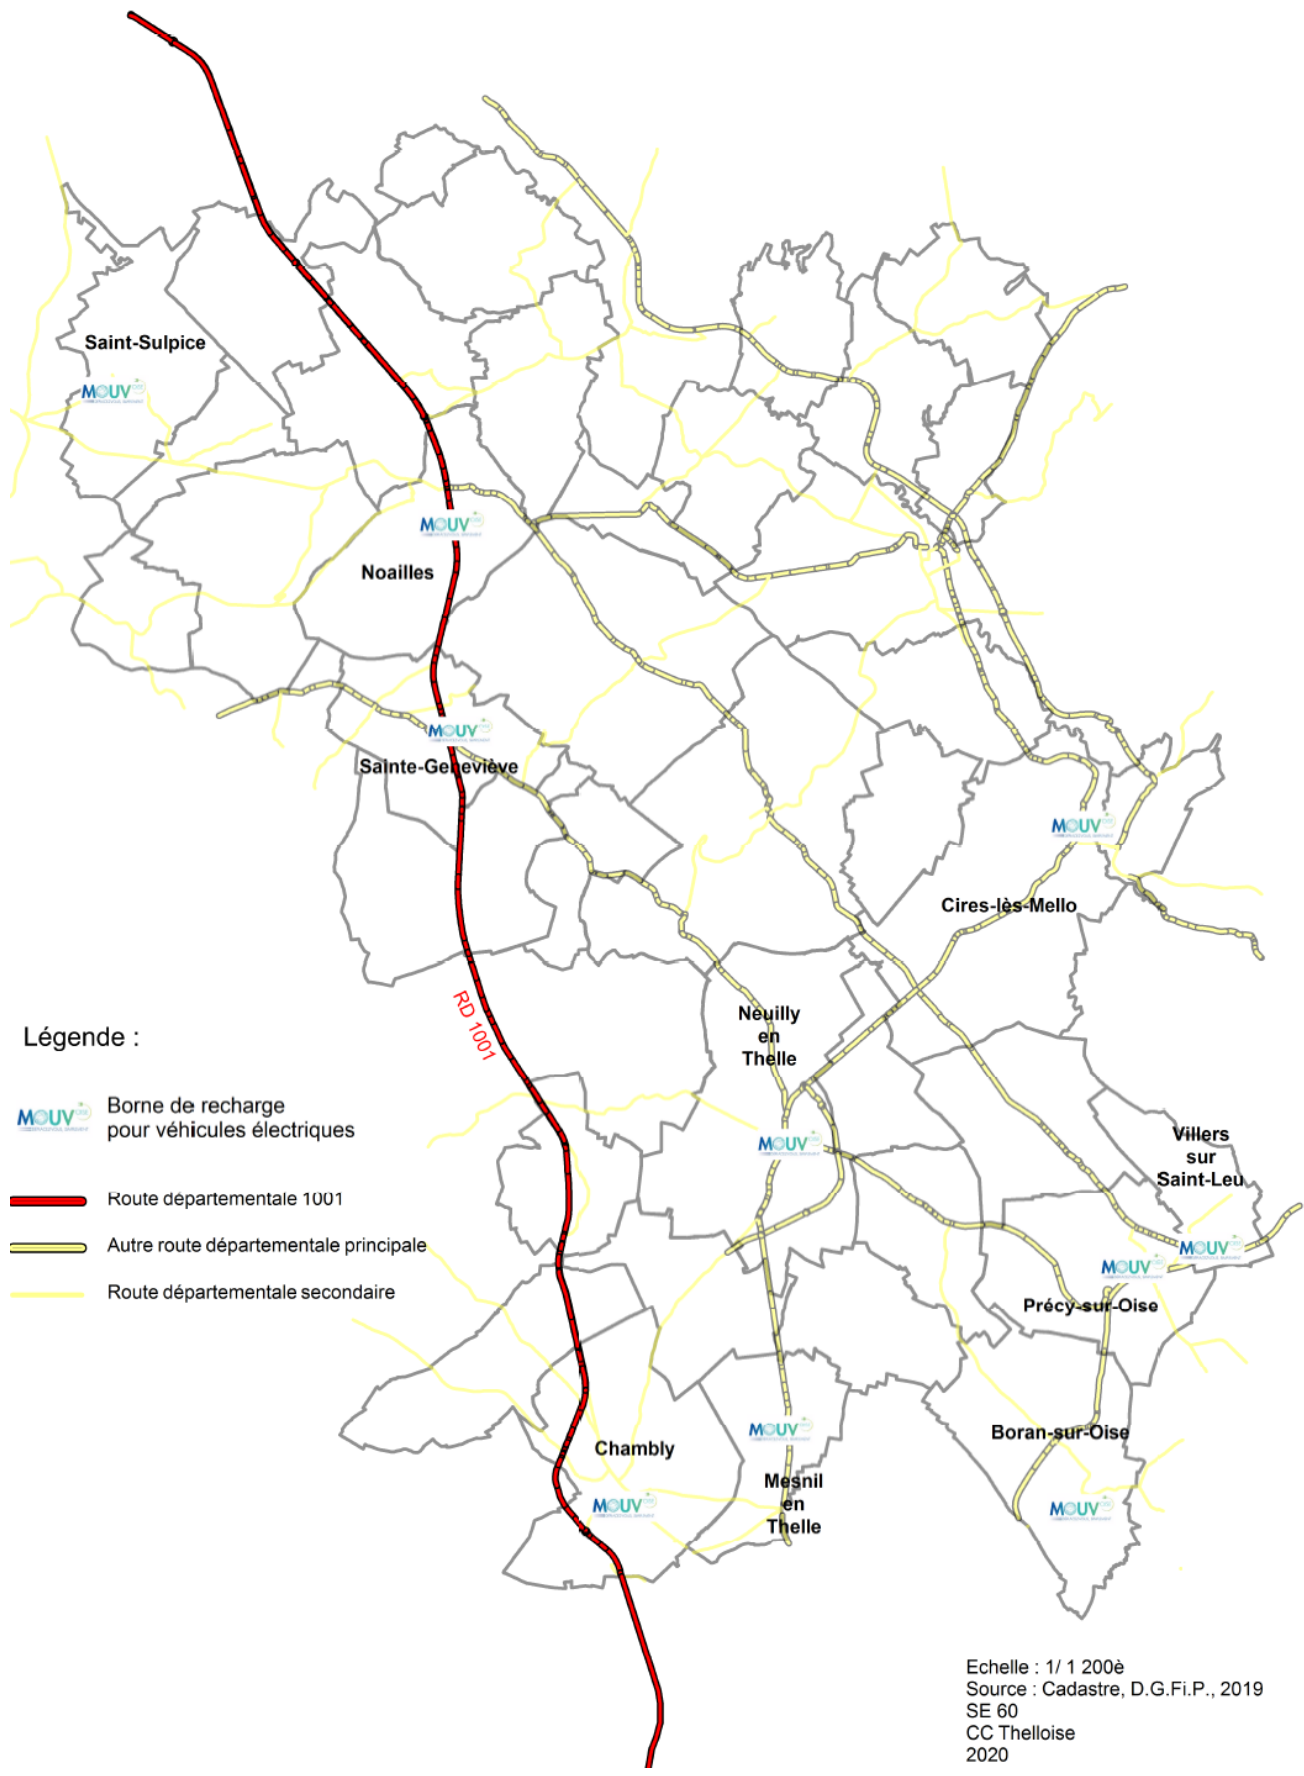 Saint-Sulpice
MOUV
MOUV
Noailles
MOUV
Sainte-Geneviève
MOUV
Cires-lès-Mello
RD 1001
Neuilly
en
Thelle
Légende :
MOUV
Borne de recharge
pour véhicules électriques
MOUV
Villers
sur
Saint-Leu
Route départementale 1001
Autre route départementale principale
Route départementale secondaire
MOUV
MOUV
Précy-sur-Oise
MOUV
Boran-sur-Oise
Chambly
Mesnil
en
Thelle
MOUV
MOUV
Echelle : 1/ 1 200è
Source : Cadastre, D.G.Fi.P., 2019
SE 60
CC Thelloise
2020